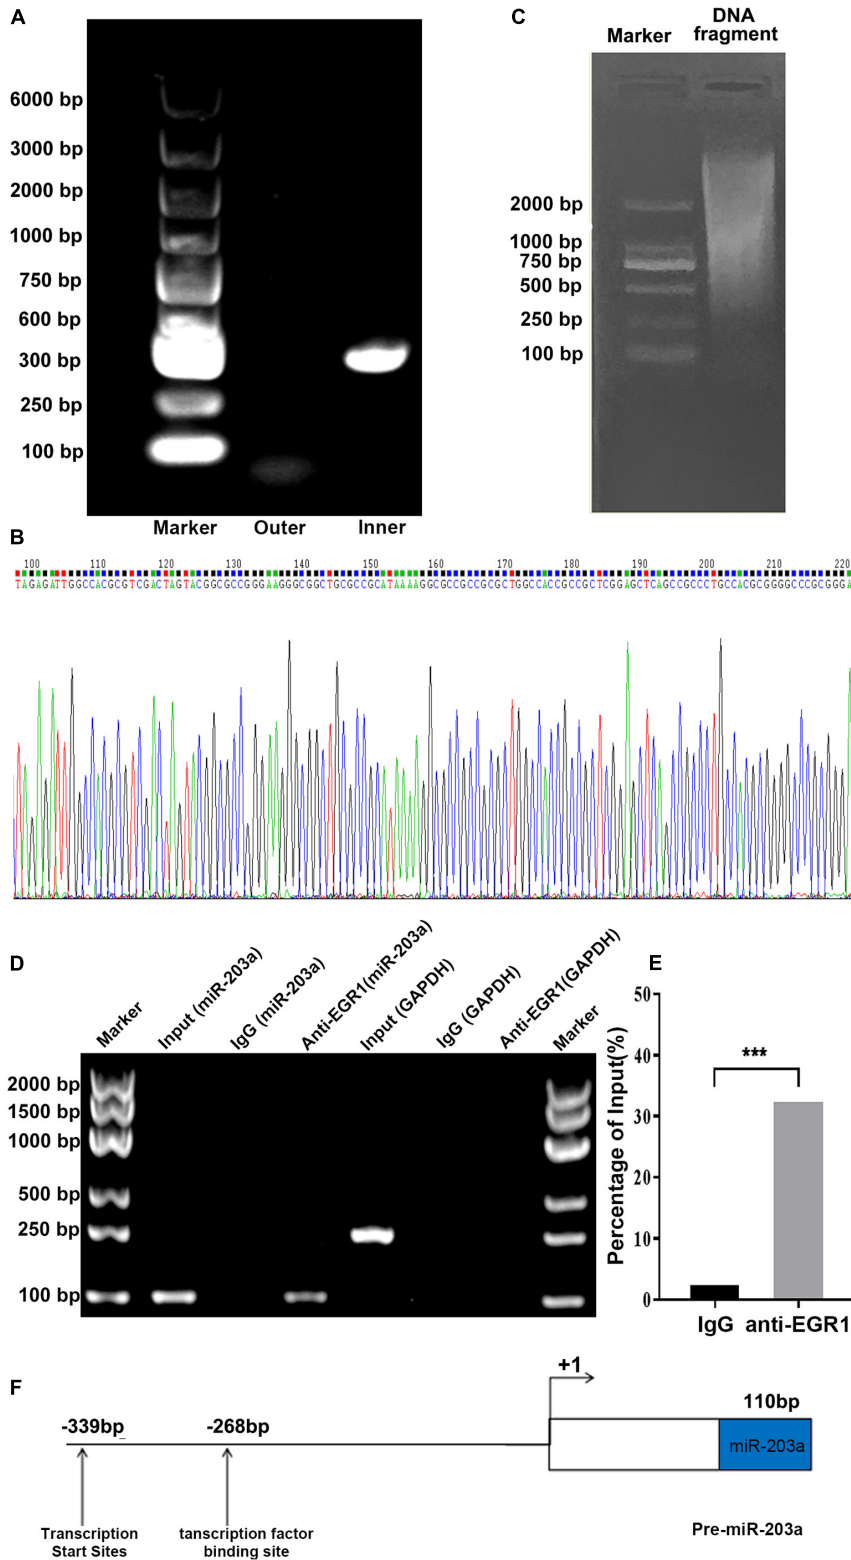 A
6000 bp
3000 bp
2000 bp
1000 bp
750 bp
600 bp
300 bp
250 bp
100 bp
Marker Outer Inner
C
Marker DNA fragment
2000 bp
1000 bp
750 bp
500 bp
250 bp
100 bp
B
100 110 120 130 140 150 160 170 180 190 200 210 220
TAGAGATTGGCCACGCGTCGACTAGTACGGCGCCGGGAAGGGCGGCTGCGCCGCATAAAAGGCGCCGCCGCGCTGGCCACCGCCGCTCGGAGCTCAGCCGCCCTGCCACGCGGGGCCCGCGGGA
D
Marker
Input (miR-203a)
IgG (miR-203a)
Anti-EGR1(miR-203a)
Input (GAPDH)
IgG (GAPDH)
Anti-EGR1(GAPDH)
Marker
2000 bp
1500 bp
1000 bp
500 bp
250 bp
100 bp
E
Percentage of Input(%)
50
40
30
20
10
0
***
IgG anti-EGR1
F
+1
-339bp_
-268bp
110bp
miR-203a
Transcription
Start Sites
tanscription factor
binding site
Pre-miR-203a